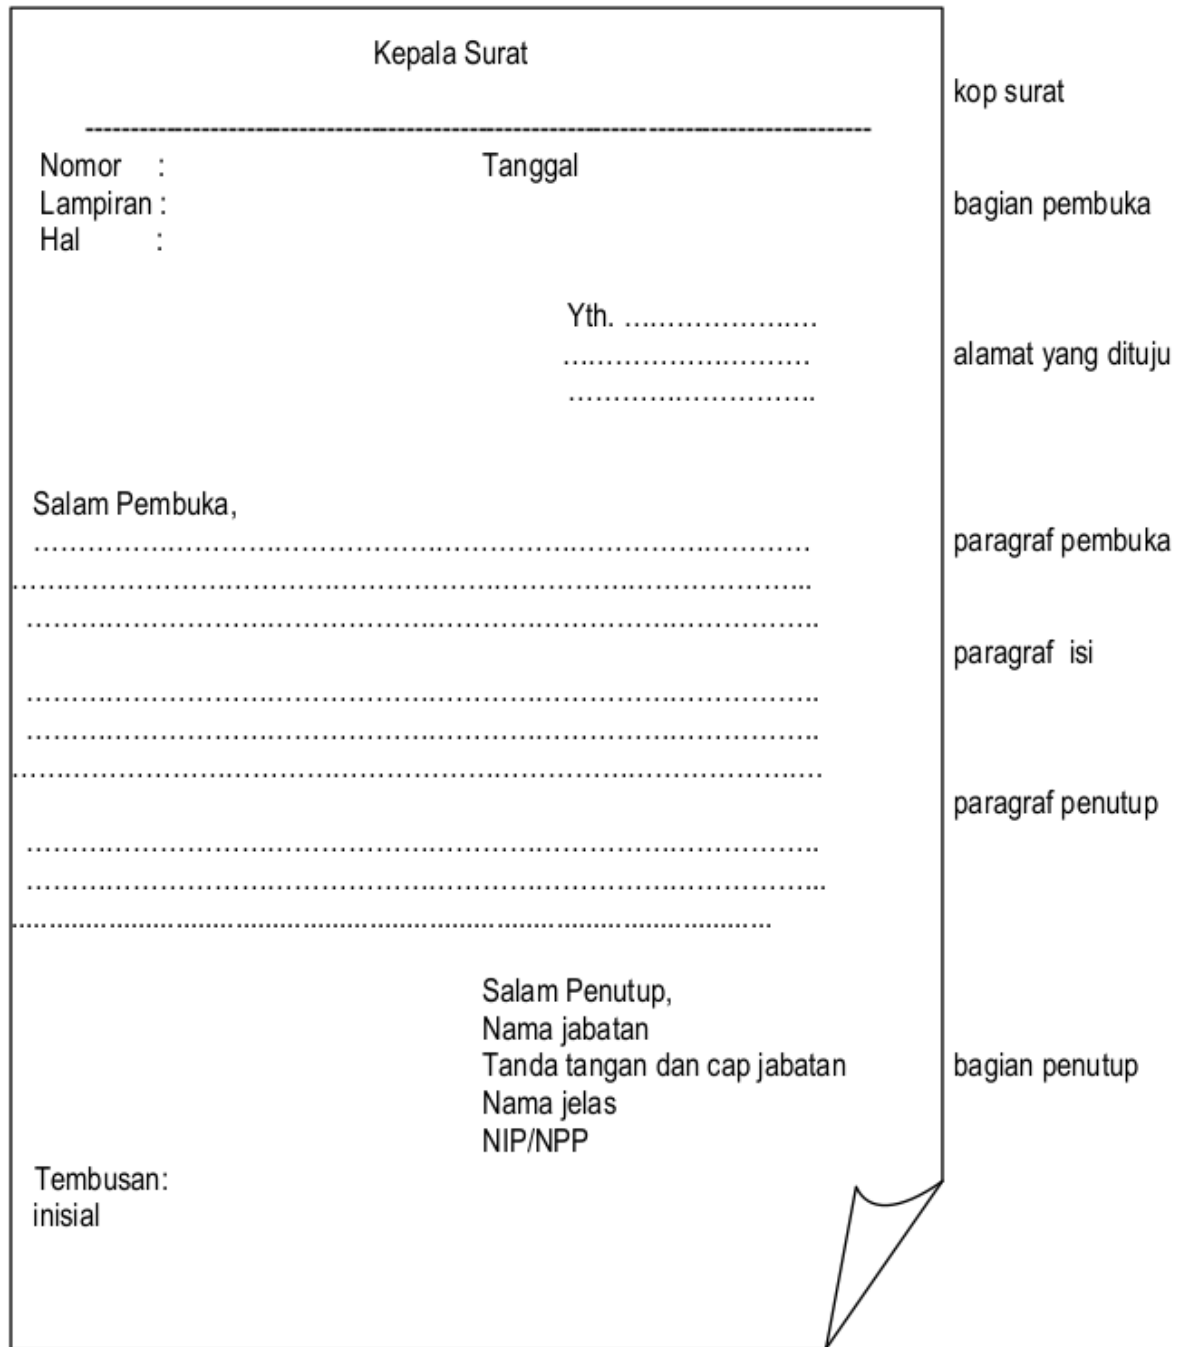 Kepala Surat
kop surat
--------------------------------------------------------------------------------
Nomor : Tanggal
Lampiran : bagian pembuka
Hal :
Yth. ......................
........................... alamat yang dituju
...........................
Salam Pembuka,
.................................................................................... paragraf pembuka
....................................................................................
....................................................................................
paragraf isi
....................................................................................
....................................................................................
....................................................................................
paragraf penutup
....................................................................................
....................................................................................
....................................................................................
Salam Penutup,
Nama jabatan
Tanda tangan dan cap jabatan bagian penutup
Nama jelas
NIP/NPP
Tembusan:
inisial